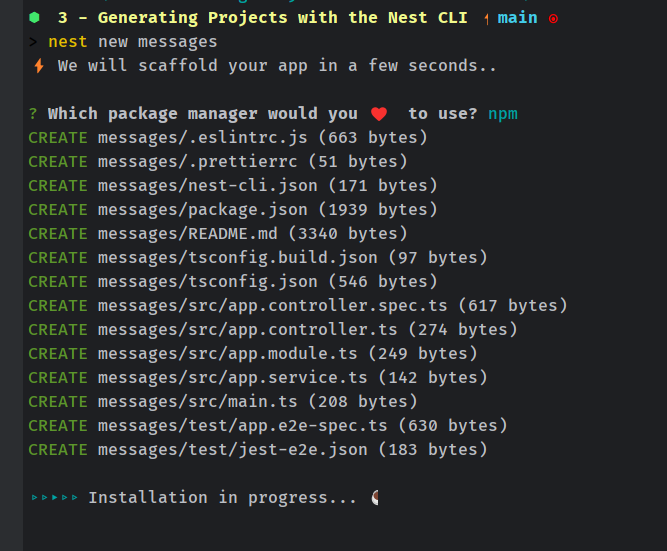 3 - Generating Projects with the Nest CLI main
> nest new messages
We will scaffold your app in a few seconds..
? Which package manager would you ❤️ to use? npm
CREATE messages/.eslintrc.js (663 bytes)
CREATE messages/.prettierrc (51 bytes)
CREATE messages/nest-cli.json (171 bytes)
CREATE messages/package.json (1939 bytes)
CREATE messages/README.md (3340 bytes)
CREATE messages/tsconfig.build.json (97 bytes)
CREATE messages/tsconfig.json (546 bytes)
CREATE messages/src/app.controller.spec.ts (617 bytes)
CREATE messages/src/app.controller.ts (274 bytes)
CREATE messages/src/app.module.ts (249 bytes)
CREATE messages/src/app.service.ts (142 bytes)
CREATE messages/src/main.ts (208 bytes)
CREATE messages/test/app.e2e-spec.ts (630 bytes)
CREATE messages/test/jest-e2e.json (183 bytes)
▹▹▸▹▹ Installation in progress... ☕